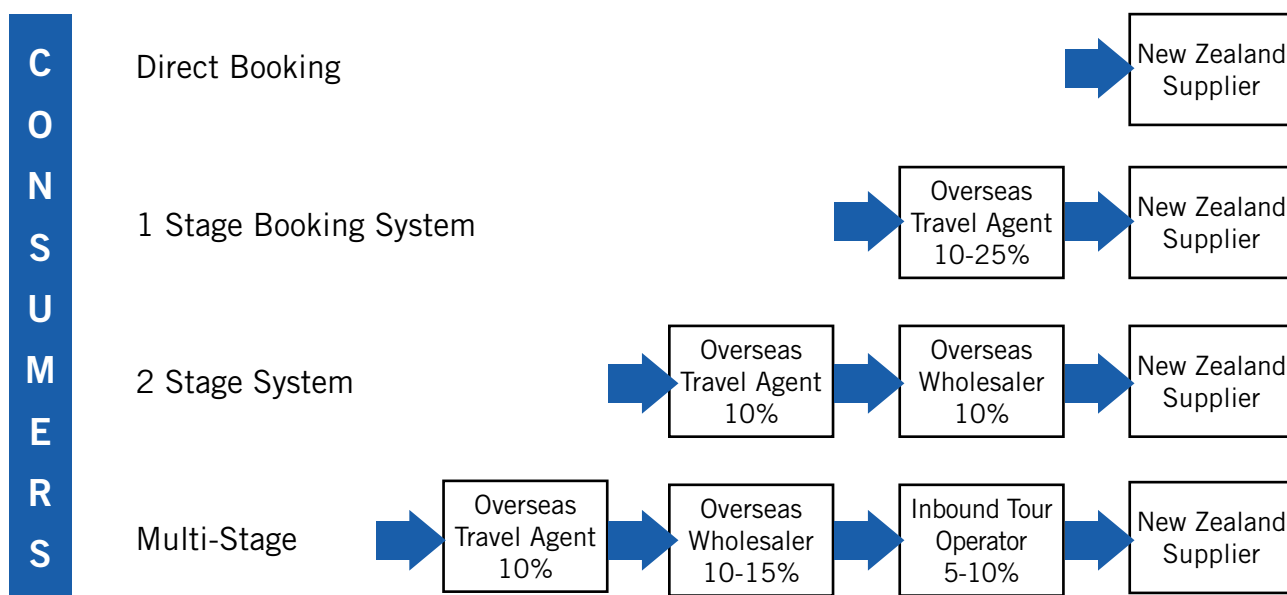 CONSUMERS
Direct Booking
New Zealand
Supplier
1 Stage Booking System
Overseas
Travel Agent
10-25%
New Zealand
Supplier
2 Stage System
Overseas
Travel Agent
10%
Overseas
Wholesaler
10%
New Zealand
Supplier
Multi-Stage
Overseas
Travel Agent
10%
Overseas
Wholesaler
10-15%
Inbound Tour
Operator
5-10%
New Zealand
Supplier